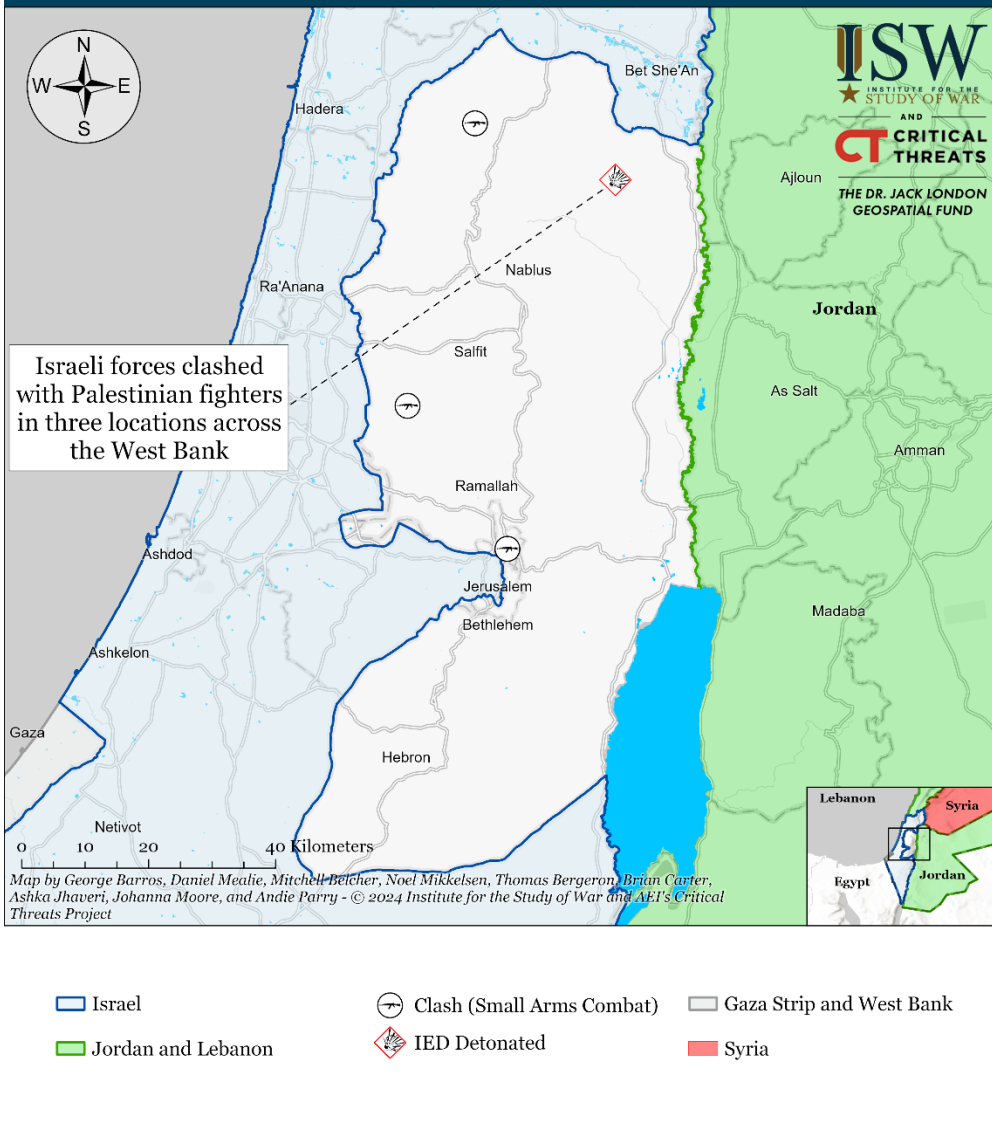 N
W
E
S
Hadera
Bet She'An
ISW
INSTITUTE FOR THE
STUDY OF WAR
AND
CT CRITICAL
THREATS
THE DR. JACK LONDON
GEOSPATIAL FUND
Ajloun
Nablus
Ra'Anana
Jordan
Salfit
Israeli forces clashed
with Palestinian fighters
in three locations across
the West Bank
As Salt
Amman
Ramallah
Ashdod
Jerusalem
Madaba
Bethlehem
Ashkelon
Gaza
Hebron
Netivot
0 10 20 40 Kilometers
Map by George Barros, Daniel Mealie, Mitchell Belcher, Noel Mikkelsen, Thomas Bergeron, Brian Carter,
Ashka Jhaveri, Johanna Moore, and Andie Parry - © 2024 Institute for the Study of War and AEI's Critical
Threats Project
Lebanon
Syria
Egypt
Jordan
Israel
Clash (Small Arms Combat)
Gaza Strip and West Bank
Jordan and Lebanon
IED Detonated
Syria